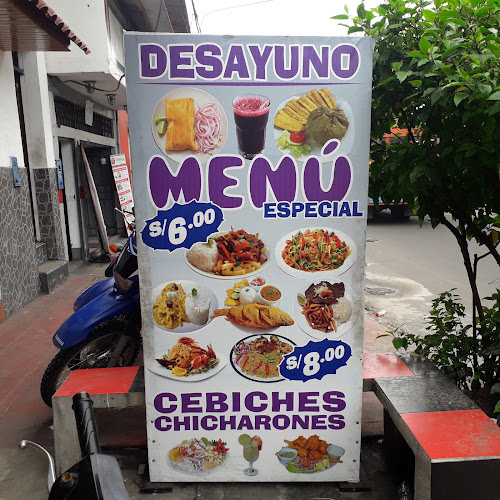 DESAYUNO
MENÚ
ESPECIAL
S/6.00
S/8.00
CEBICHES
CHICHARONES